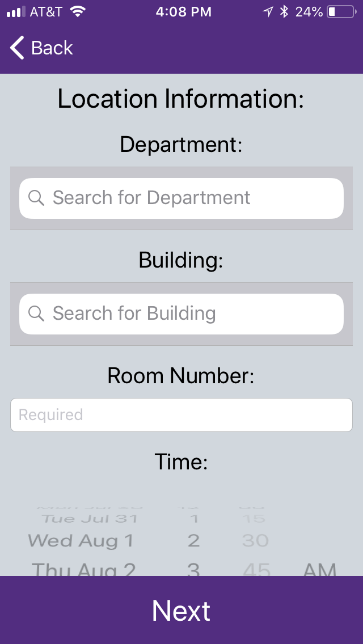 AT&T 4:08 PM 24%
Back
Location Information:
Department:
Search for Department
Building:
Search for Building
Room Number:
Required
Time:
Tue Jul 31 1 15
Wed Aug 1 2 30
Thu Aug 2 3 45 AM
Next